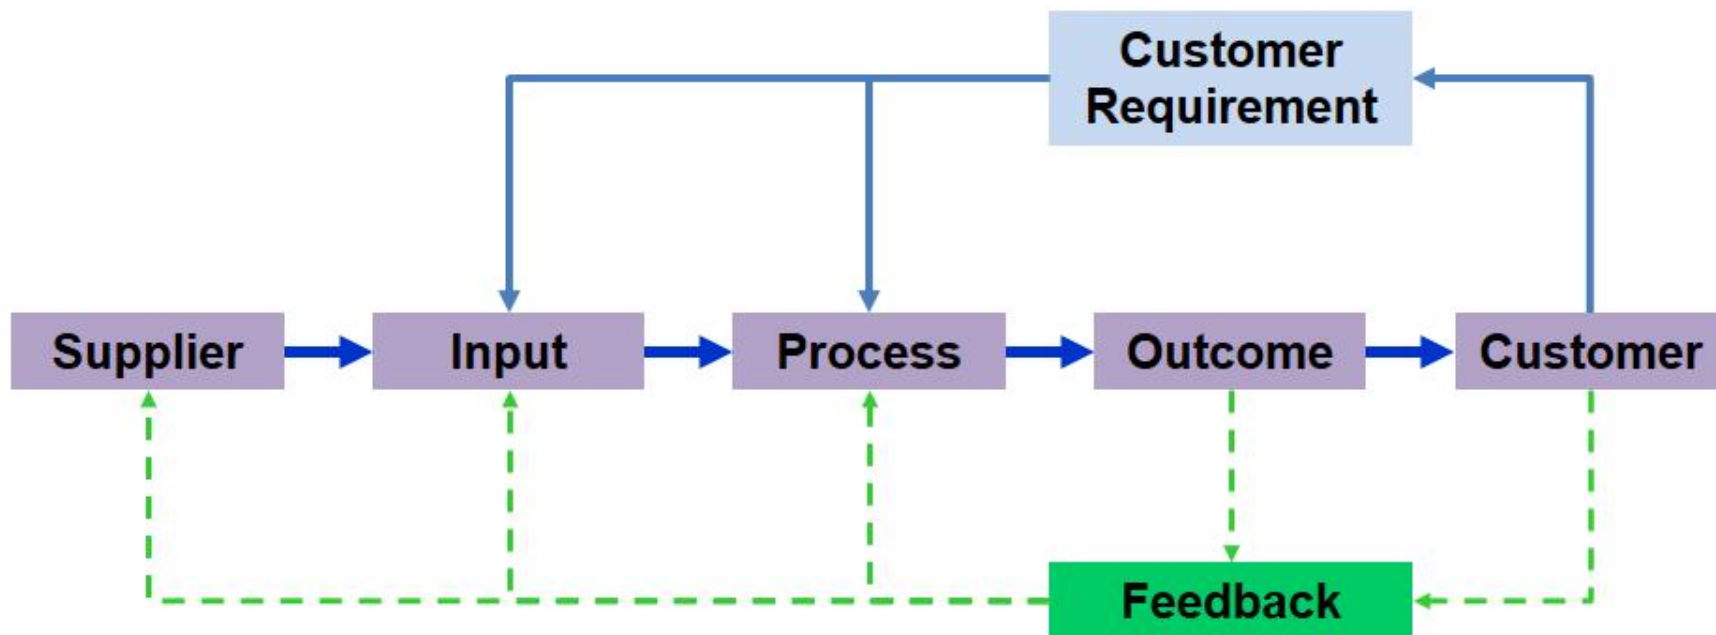 Customer
Requirement
Supplier
Input
Process
Outcome
Customer
Feedback